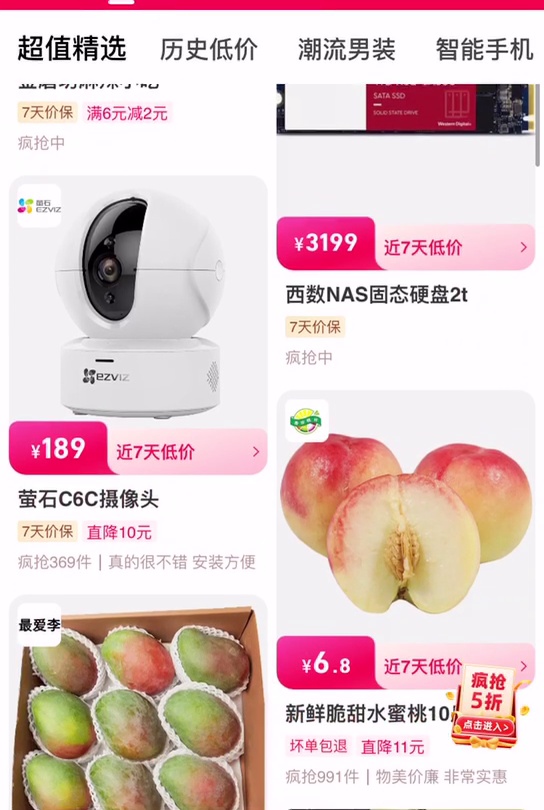 超值精选
历史低价
潮流男装
智能手机
7天价保
满6元减2元
疯抢中
萤石
EZVIZ
ezviz
¥189
近7天低价
萤石C6C摄像头
7天价保
直降10元
疯抢369件 | 真的很不错 安装方便
最爱李
SATA SSD
SOLID STATE DRIVE
Western Digital
¥3199
近7天低价
西数NAS固态硬盘2t
7天价保
疯抢中
¥6.8
近7天低价
新鲜脆甜水蜜桃10
坏单包退
直降11元
疯抢991件 | 物美价廉 非常实惠
疯抢
5折
点击进入>